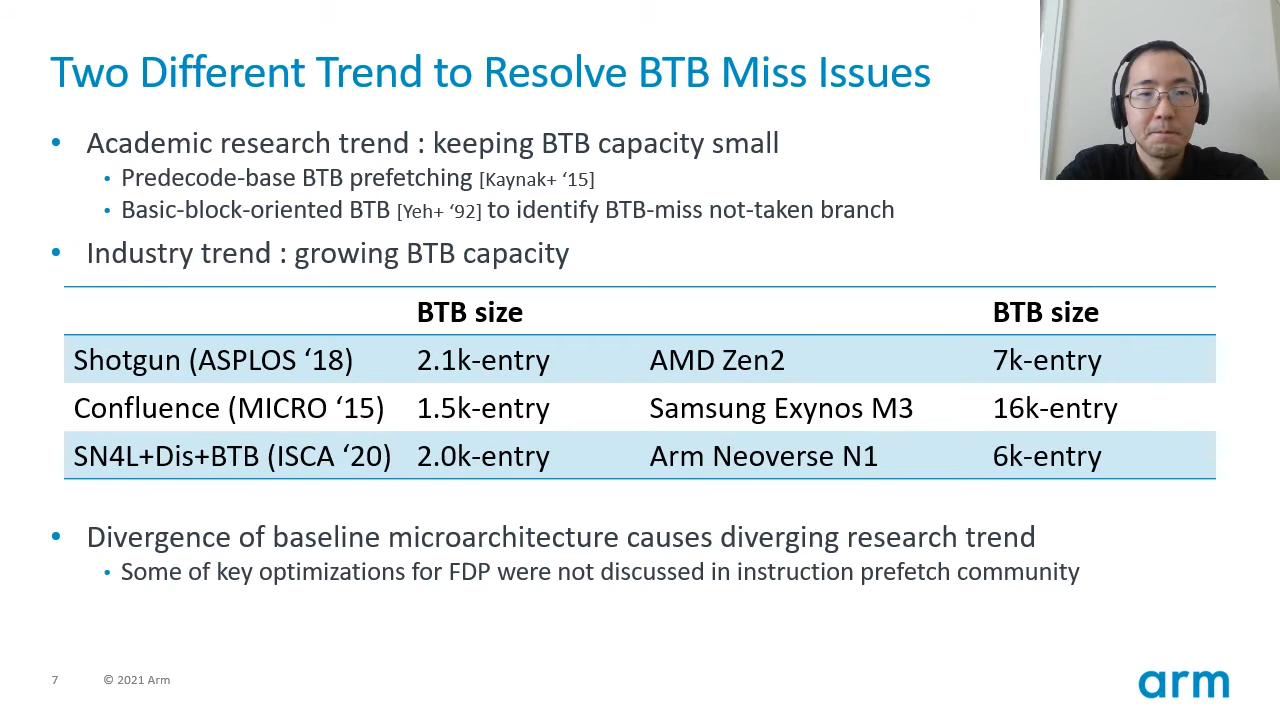 Two Different Trend to Resolve BTB Miss Issues
• Academic research trend : keeping BTB capacity small
• Predecode-base BTB prefetching [Kaynak+ ‘15]
• Basic-block-oriented BTB [Yeh+ ‘92] to identify BTB-miss not-taken branch
• Industry trend : growing BTB capacity
BTB size BTB size
Shotgun (ASPLOS ‘18) 2.1k-entry AMD Zen2 7k-entry
Confluence (MICRO ‘15) 1.5k-entry Samsung Exynos M3 16k-entry
SN4L+Dis+BTB (ISCA ‘20) 2.0k-entry Arm Neoverse N1 6k-entry
• Divergence of baseline microarchitecture causes diverging research trend
• Some of key optimizations for FDP were not discussed in instruction prefetch community
7 © 2021 Arm
arm